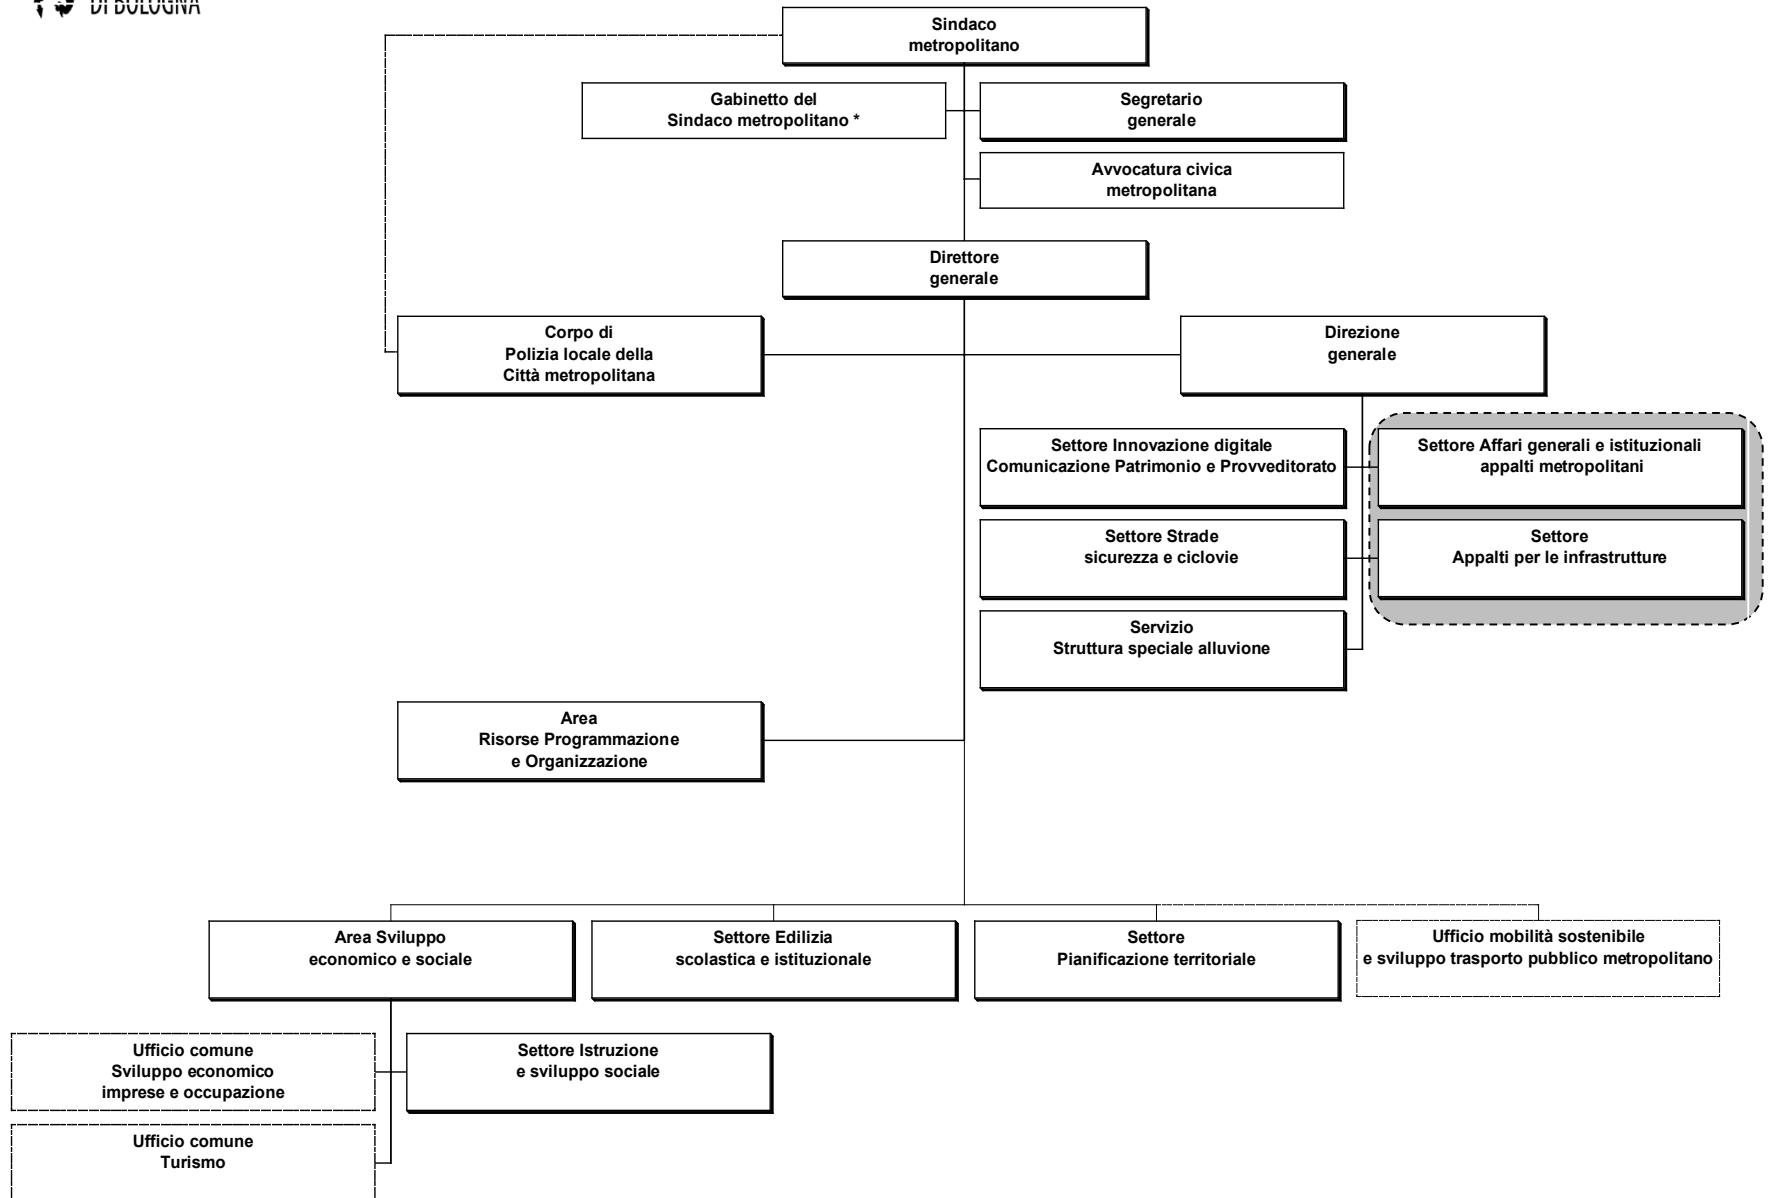 DI BOLOGNA
Sindaco
metropolitano
Gabinetto del
Sindaco metropolitano *
Segretario
generale
Avvocatura civica
metropolitana
Direttore
generale
Corpo di
Polizia locale della
Città metropolitana
Direzione
generale
Settore Innovazione digitale
Comunicazione Patrimonio e Provveditorato
Settore Affari generali e istituzionali
appalti metropolitani
Settore Strade
sicurezza e ciclovie
Settore
Appalti per le infrastrutture
Servizio
Struttura speciale alluvione
Area
Risorse Programmazione
e Organizzazione
Area Sviluppo
economico e sociale
Settore Edilizia
scolastica e istituzionale
Settore
Pianificazione territoriale
Ufficio mobilità sostenibile
e sviluppo trasporto pubblico metropolitano
Ufficio comune
Sviluppo economico
imprese e occupazione
Settore Istruzione
e sviluppo sociale
Ufficio comune
Turismo